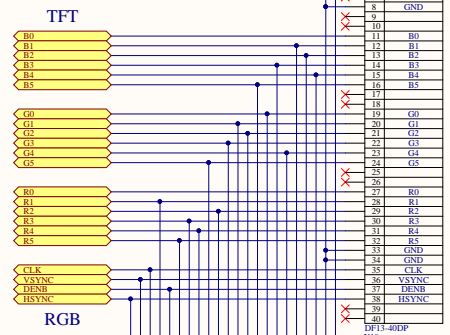 8 GND
TFT
9
10
B0 11 B0
B1 12 B1
B2 13 B2
B3 14 B3
B4 15 B4
B5 16 B5
17
18
G0 19 G0
G1 20 G1
G2 21 G2
G3 22 G3
G4 23 G4
G5 24 G5
25
26
R0 27 R0
R1 28 R1
R2 29 R2
R3 30 R3
R4 31 R4
R5 32 R5
33 GND
34 GND
CLK 35 CLK
VSYNC 36 VSYNC
DENB 37 DENB
HSYNC 38 HSYNC
39
RGB
40
DF13-40DP